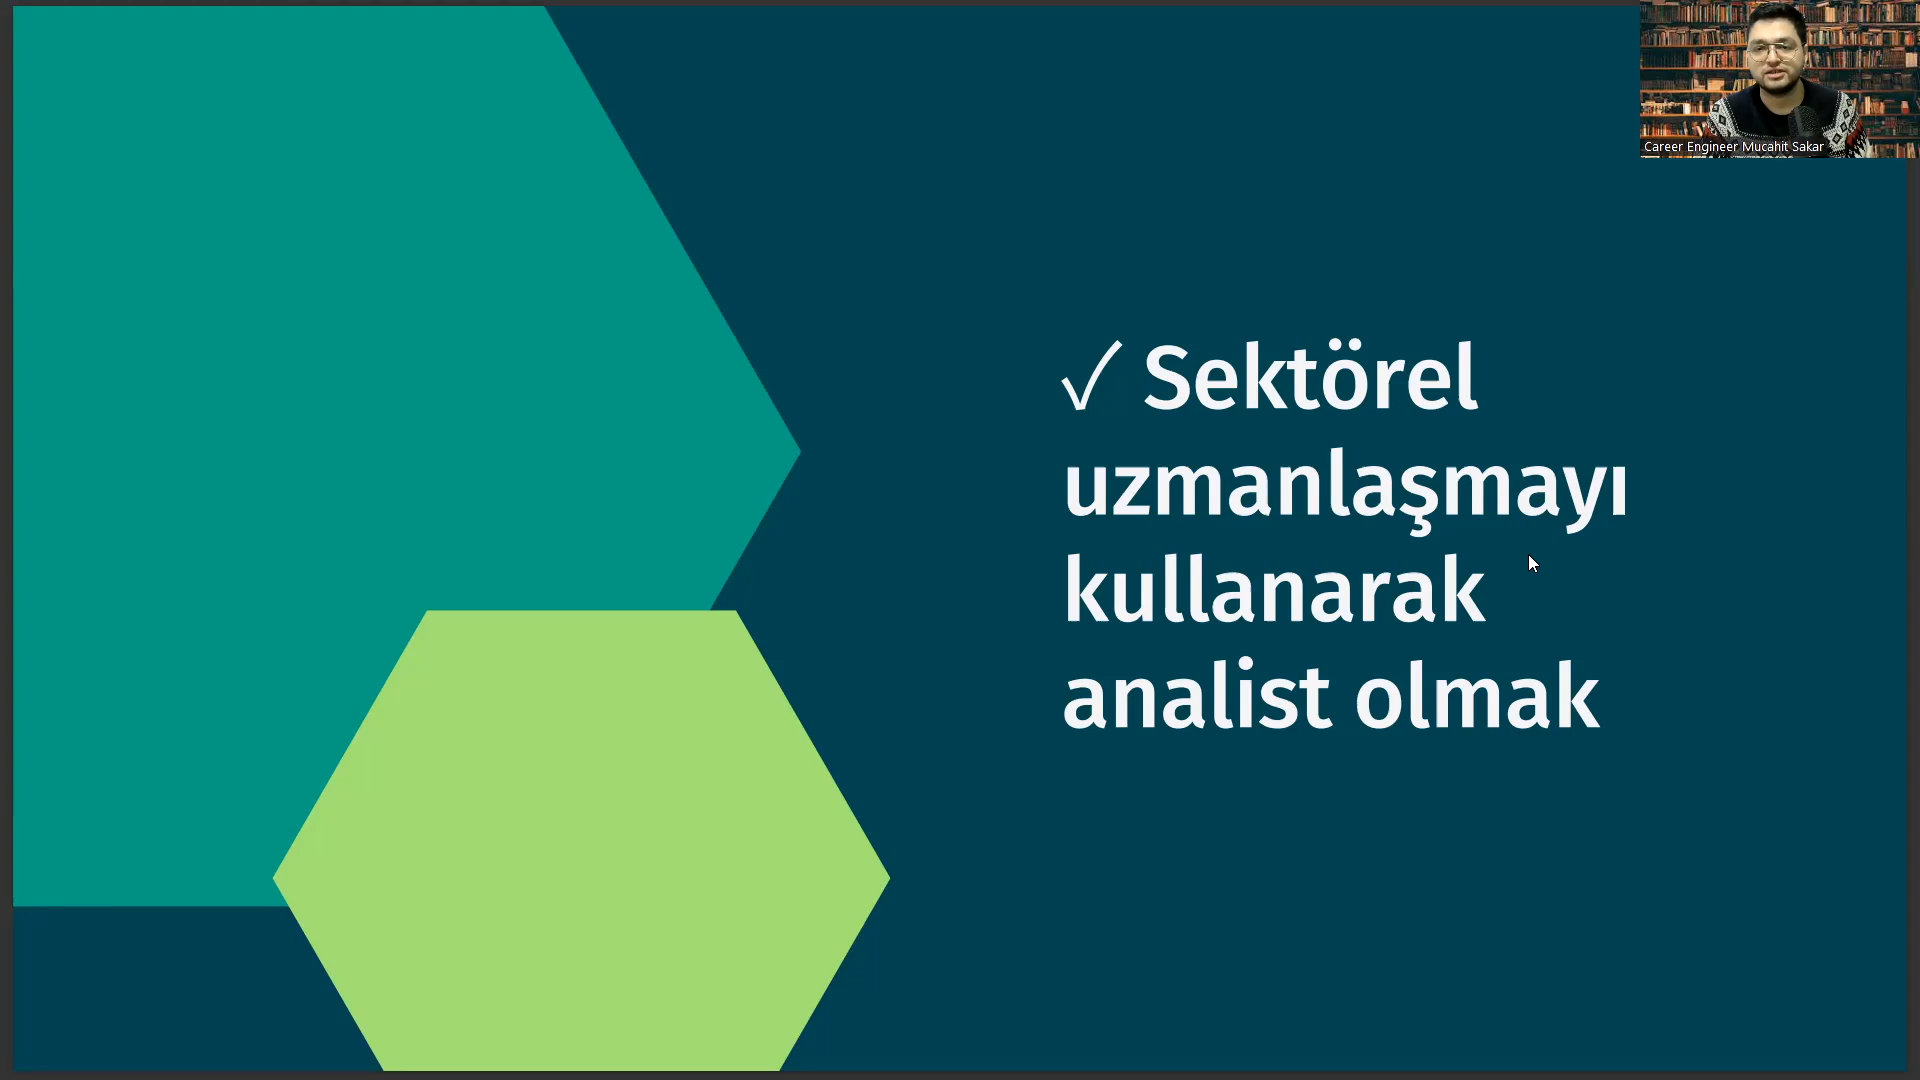 Career Engineer Mucahit Sakar
✓ Sektörel
uzmanlaşmayı
kullanarak
analist olmak